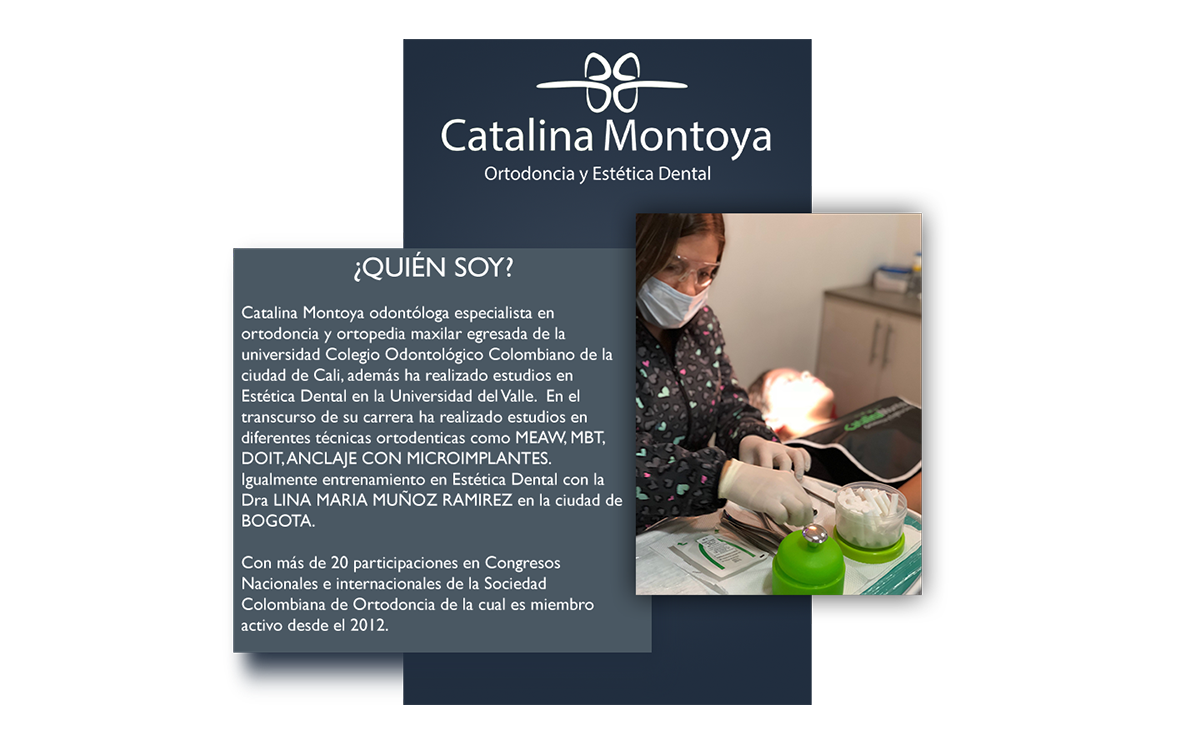 Catalina Montoya
Ortodoncia y Estética Dental
¿QUIÉN SOY?
Catalina Montoya odontóloga especialista en
ortodoncia y ortopedia maxilar egresada de la
universidad Colegio Odontológico Colombiano de la
ciudad de Cali, además ha realizado estudios en
Estética Dental en la Universidad del Valle. En el
transcurso de su carrera ha realizado estudios en
diferentes técnicas ortodenticas como MEAW, MBT,
DOIT, ANCLAJE CON MICROIMPLANTES.
Igualmente entrenamiento en Estética Dental con la
Dra LINA MARIA MUÑOZ RAMIREZ en la ciudad de
BOGOTA.
Con más de 20 participaciones en Congresos
Nacionales e internacionales de la Sociedad
Colombiana de Ortodoncia de la cual es miembro
activo desde el 2012.